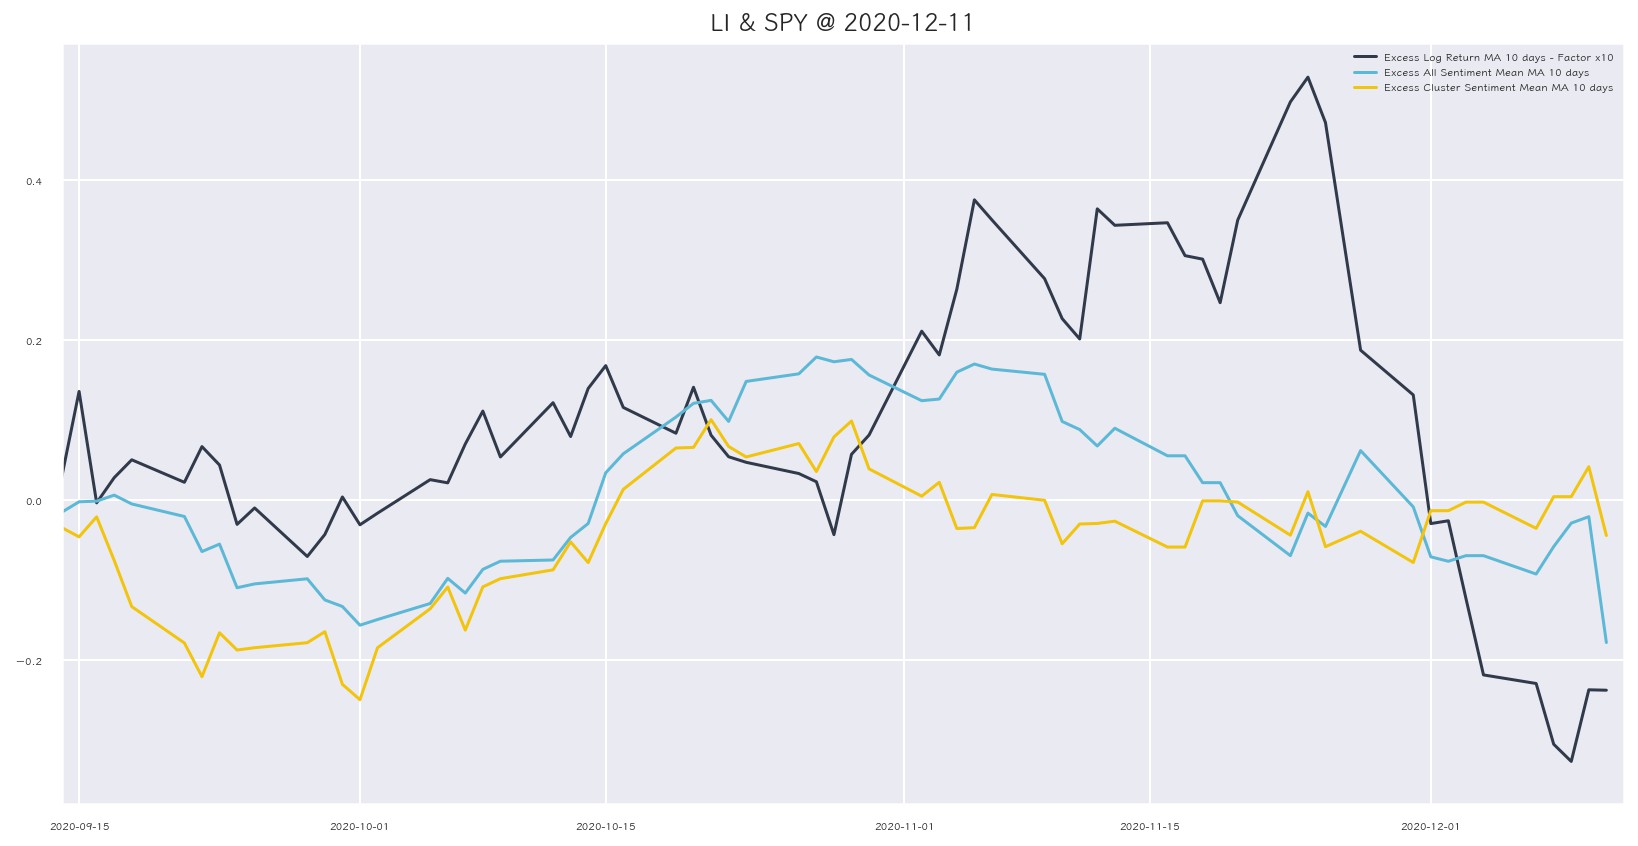 LI & SPY @ 2020-12-11
Excess Log Return MA 10 days - Factor x10
Excess All Sentiment Mean MA 10 days
Excess Cluster Sentiment Mean MA 10 days
0.4
0.2
0.0
−0.2
2020-09-15 2020-10-01 2020-10-15 2020-11-01 2020-11-15 2020-12-01